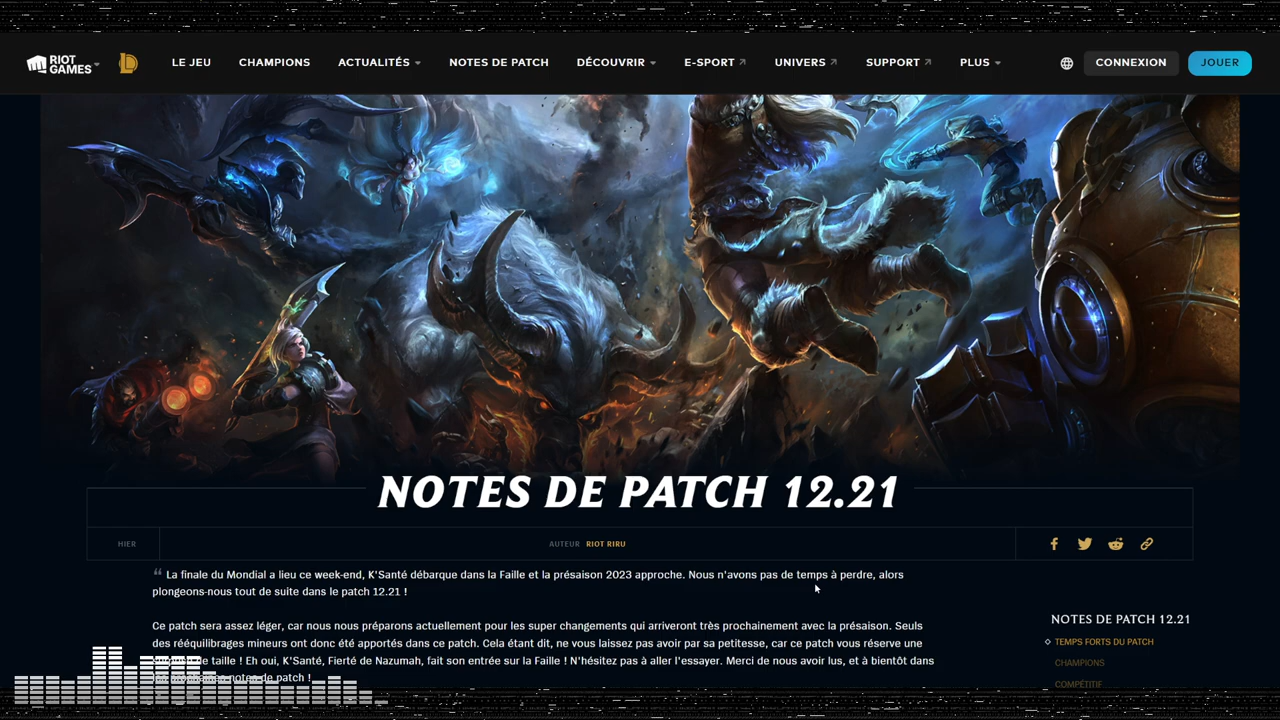 RIOT GAMES
LE JEU CHAMPIONS ACTUALITÉS NOTES DE PATCH DÉCOUVRIR E-SPORT UNIVERS SUPPORT PLUS CONNEXION JOUER
NOTES DE PATCH 12.21
HIER AUTEUR RIOT RIRU
“ La finale du Mondial a lieu ce week-end, K'Santé débarque dans la Faille et la présaison 2023 approche. Nous n'avons pas de temps à perdre, alors
plongeons-nous tout de suite dans le patch 12.21 !
Ce patch sera assez léger, car nous nous préparons actuellement pour les super changements qui arriveront très prochainement avec la présaison. Seuls
des rééquilibrages mineurs ont donc été apportés dans ce patch. Cela étant dit, ne vous laissez pas avoir par sa petitesse, car ce patch vous réserve une
de taille ! Eh oui, K'Santé, Fierté de Nazumah, fait son entrée sur la Faille ! N'hésitez pas à aller l'essayer. Merci de nous avoir lus, et à bientôt dans
notes de patch !
NOTES DE PATCH 12.21
TEMPS FORTS DU PATCH
CHAMPIONS
COMPÉTITIF